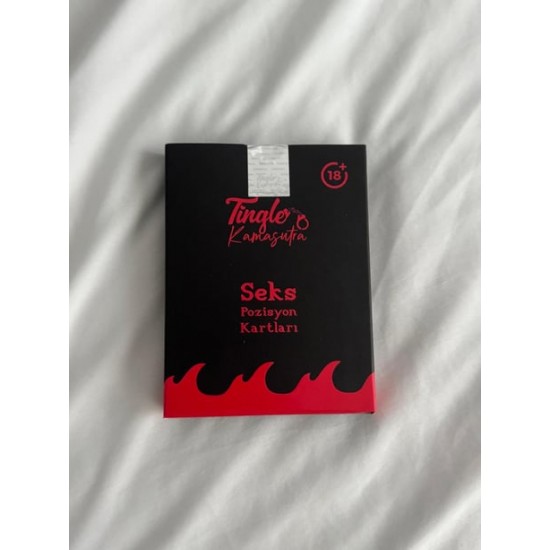 18+
Tingle
Kamasutra
Seks
Pozisyon
Kartları